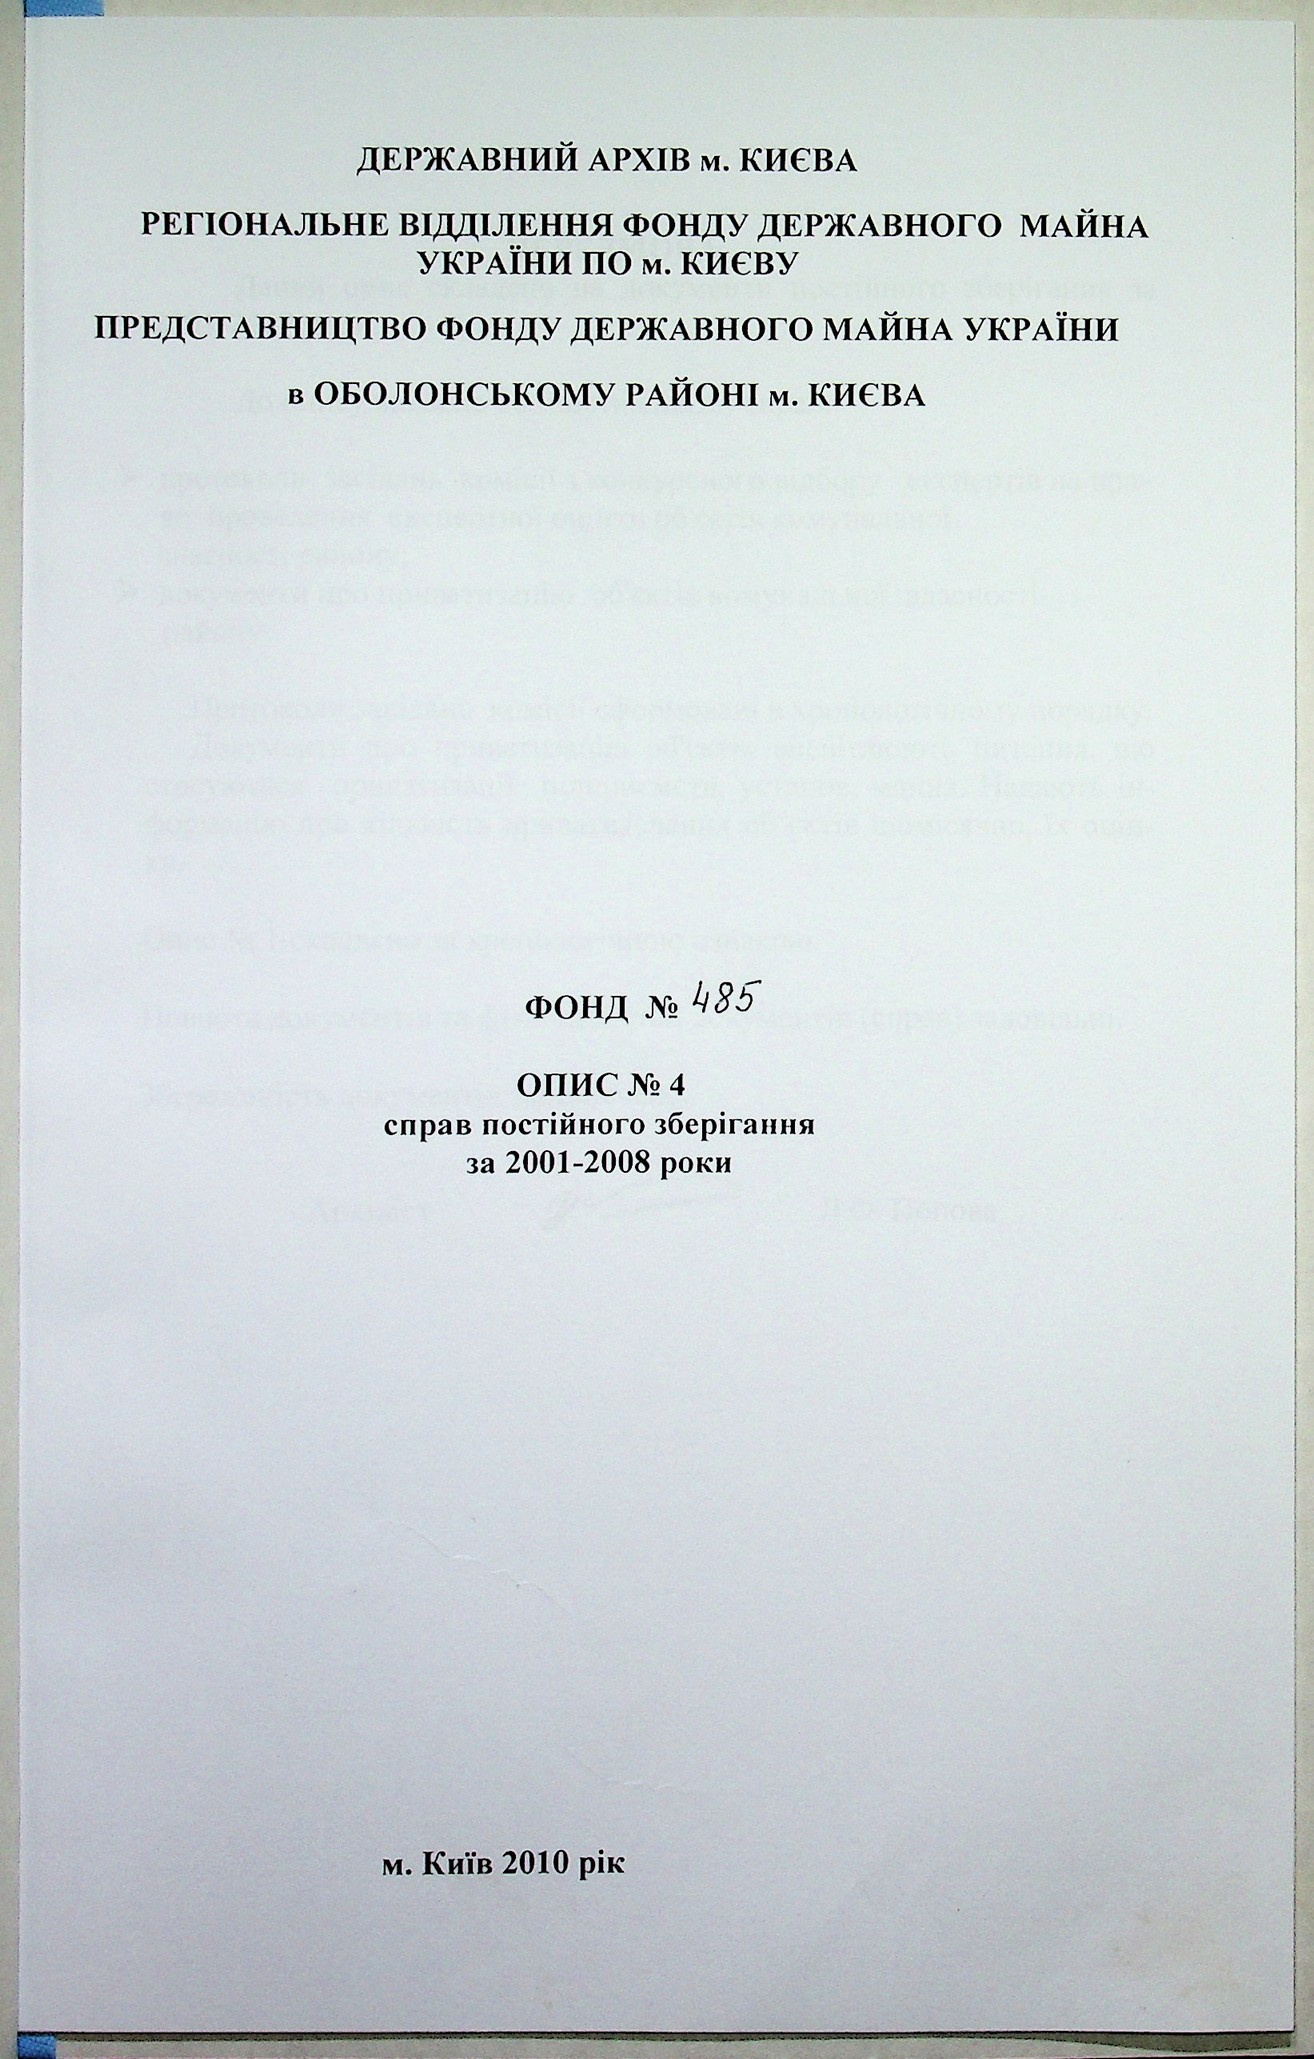 ДЕРЖАВНИЙ АРХІВ м. КИЄВА
РЕГІОНАЛЬНЕ ВІДДІЛЕННЯ ФОНДУ ДЕРЖАВНОГО МАЙНА
УКРАЇНИ ПО м. КИЄВУ
ПРЕДСТАВНИЦТВО ФОНДУ ДЕРЖАВНОГО МАЙНА УКРАЇНИ
в ОБОЛОНСЬКОМУ РАЙОНІ м. КИЄВА
ФОНД № 485
ОПИС № 4
справ постійного зберігання
за 2001-2008 роки
м. Київ 2010 рік